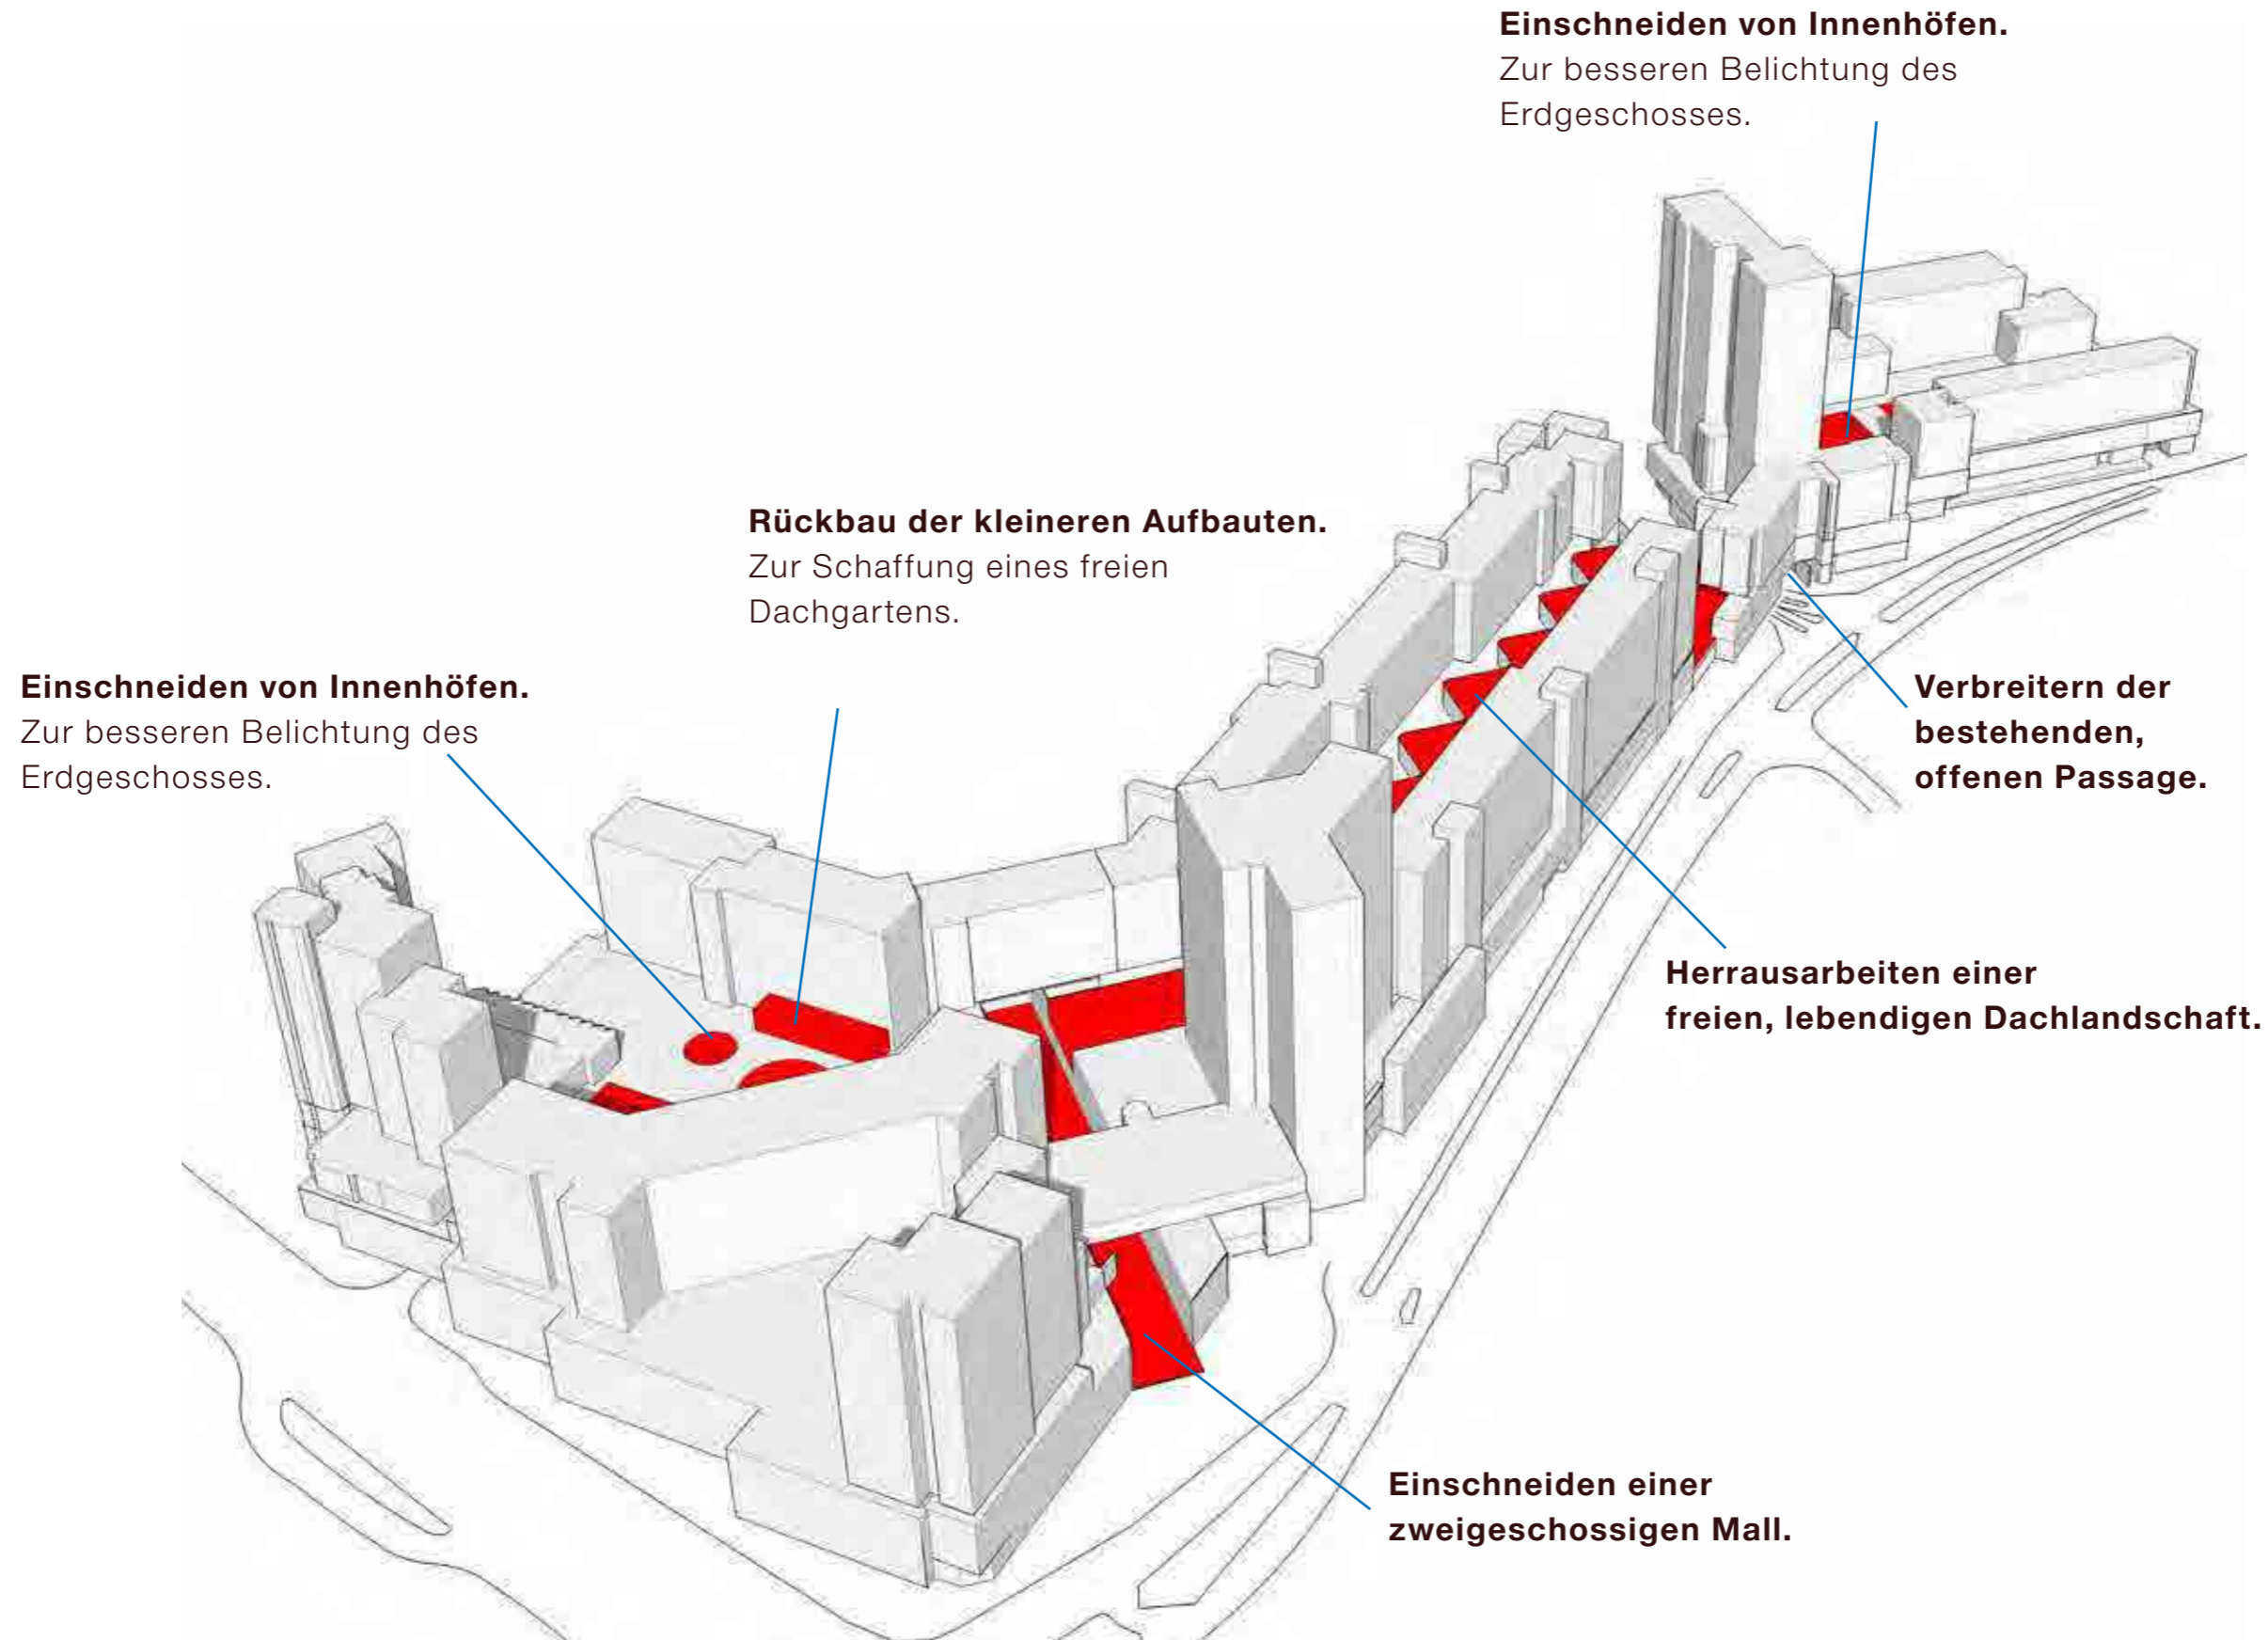 Einschneiden von Innenhöfen.
Zur besseren Belichtung des
Erdgeschosses.
Rückbau der kleineren Aufbauten.
Zur Schaffung eines freien
Dachgartens.
Einschneiden von Innenhöfen.
Zur besseren Belichtung des
Erdgeschosses.
Verbreitern der
bestehenden,
offenen Passage.
Herrausarbeiten einer
freien, lebendigen Dachlandschaft.
Einschneiden einer
zweigeschossigen Mall.